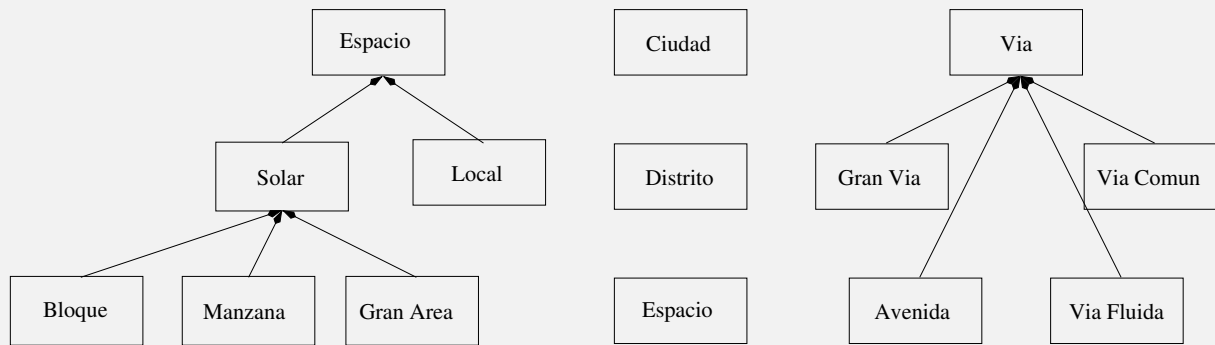 Espacio
Ciudad
Via
Solar
Local
Distrito
Gran Via
Via Comun
Bloque
Manzana
Gran Area
Espacio
Avenida
Via Fluida